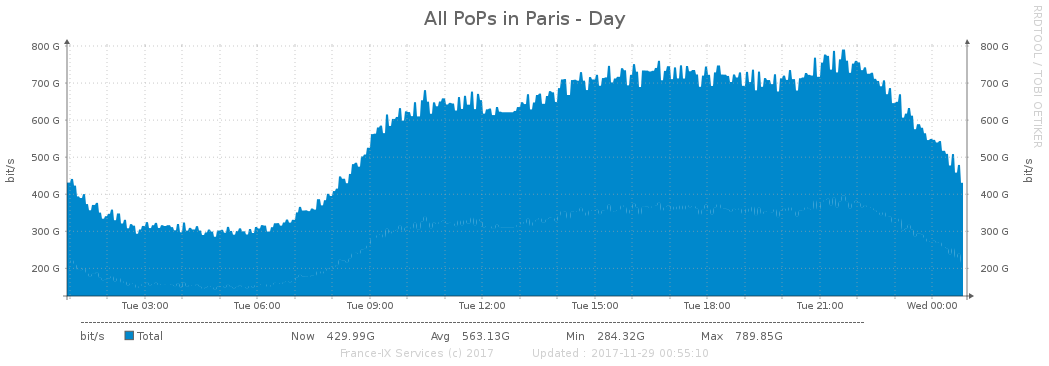 All PoPs in Paris - Day
RRDTOOL / TOBI OETIKER
bit/s
800 G
700 G
600 G
500 G
400 G
300 G
200 G
800 G
700 G
600 G
500 G
400 G
300 G
200 G
bit/s
Tue 03:00 Tue 06:00 Tue 09:00 Tue 12:00 Tue 15:00 Tue 18:00 Tue 21:00 Wed 00:00
bit/s Total Now 429.99G Avg 563.13G Min 284.32G Max 789.85G
France-IX Services (c) 2017 Updated : 2017-11-29 00:55:10